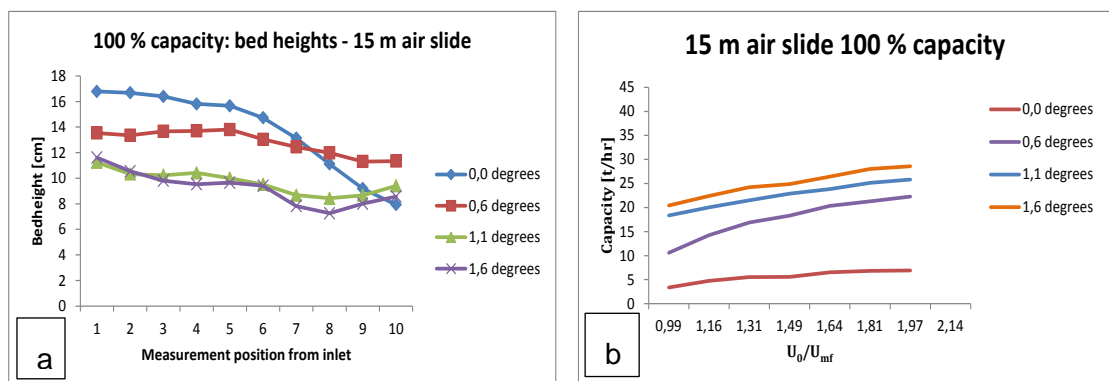 100 % capacity: bed heights - 15 m air slide
Bedheight [cm]
18
16
14
12
10
8
6
4
2
0
1 2 3 4 5 6 7 8 9 10
Measurement position from inlet
0,0 degrees
0,6 degrees
1,1 degrees
1,6 degrees
a
15 m air slide 100 % capacity
Capacity [t/hr]
45
40
35
30
25
20
15
10
5
0
0,99 1,16 1,31 1,49 1,64 1,81 1,97 2,14
U₀/Uₘf
0,0 degrees
0,6 degrees
1,1 degrees
1,6 degrees
b